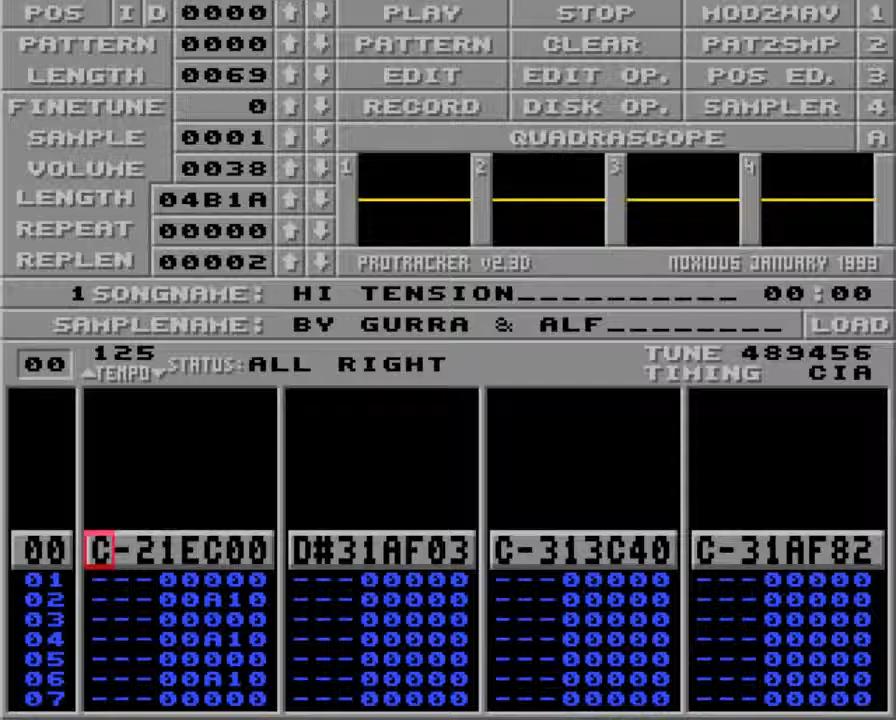 POS I D 0000 PLAY STOP MOD2WAV 1
PATTERN 0000 PATTERN CLEAR PAT2SMP 2
LENGTH 0069 EDIT EDIT OP. POS ED. 3
FINETUNE 0 RECORD DISK OP. SAMPLER 4
SAMPLE 0001 QUADRASCOPE A
VOLUME 0038 1 2 3 4
LENGTH 04B1A
REPEAT 00000
REPLEN 00002 PROTRACKER V2.3D NOXIOUS JANUARY 1993
1 SONGNAME: HI TENSION__________ 00:00
SAMPLENAME: BY GURRA & ALF________ LOAD
00 125 TEMPO STATUS: ALL RIGHT TUNE 489456
TIMING CIA
00 C-21EC00 D#31AF03 C-313C40 C-31AF82
01 ---00000 ---00000 ---00000 ---00000
02 ---00A10 ---00000 ---00000 ---00000
03 ---00000 ---00000 ---00000 ---00000
04 ---00A10 ---00000 ---00000 ---00000
05 ---00000 ---00000 ---00000 ---00000
06 ---00A10 ---00000 ---00000 ---00000
07 ---00000 ---00000 ---00000 ---00000